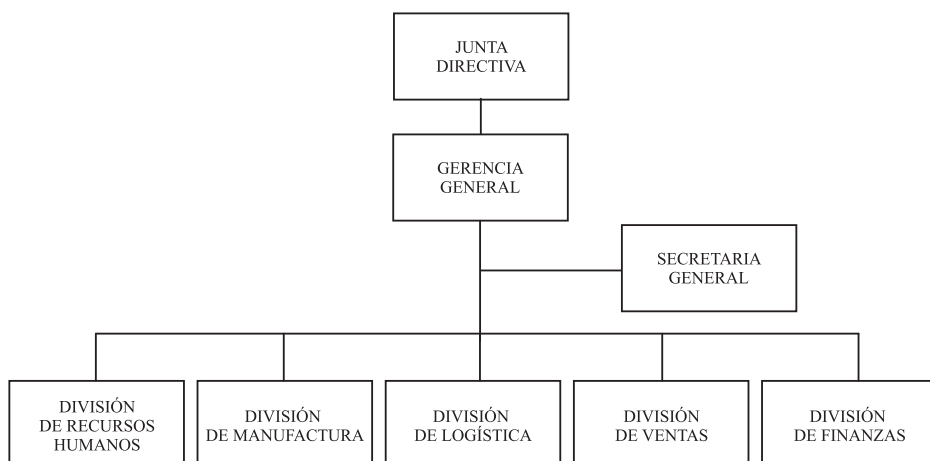 JUNTA
DIRECTIVA
GERENCIA
GENERAL
SECRETARIA
GENERAL
DIVISIÓN
DE RECURSOS
HUMANOS
DIVISIÓN
DE MANUFACTURA
DIVISIÓN
DE LOGÍSTICA
DIVISIÓN
DE VENTAS
DIVISIÓN
DE FINANZAS